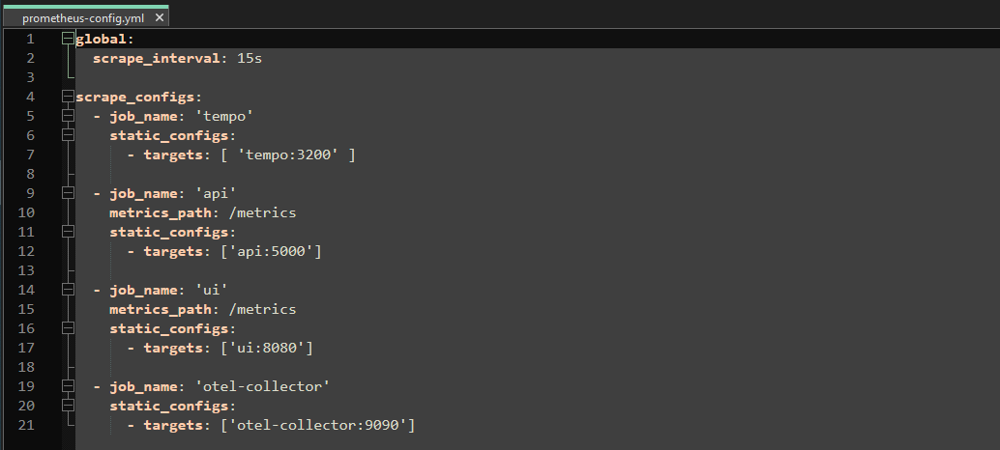 prometheus-config.yml
1 global:
2   scrape_interval: 15s
3
4 scrape_configs:
5   - job_name: 'tempo'
6     static_configs:
7       - targets: [ 'tempo:3200' ]
8
9   - job_name: 'api'
10     metrics_path: /metrics
11     static_configs:
12       - targets: ['api:5000']
13
14   - job_name: 'ui'
15     metrics_path: /metrics
16     static_configs:
17       - targets: ['ui:8080']
18
19   - job_name: 'otel-collector'
20     static_configs:
21       - targets: ['otel-collector:9090']